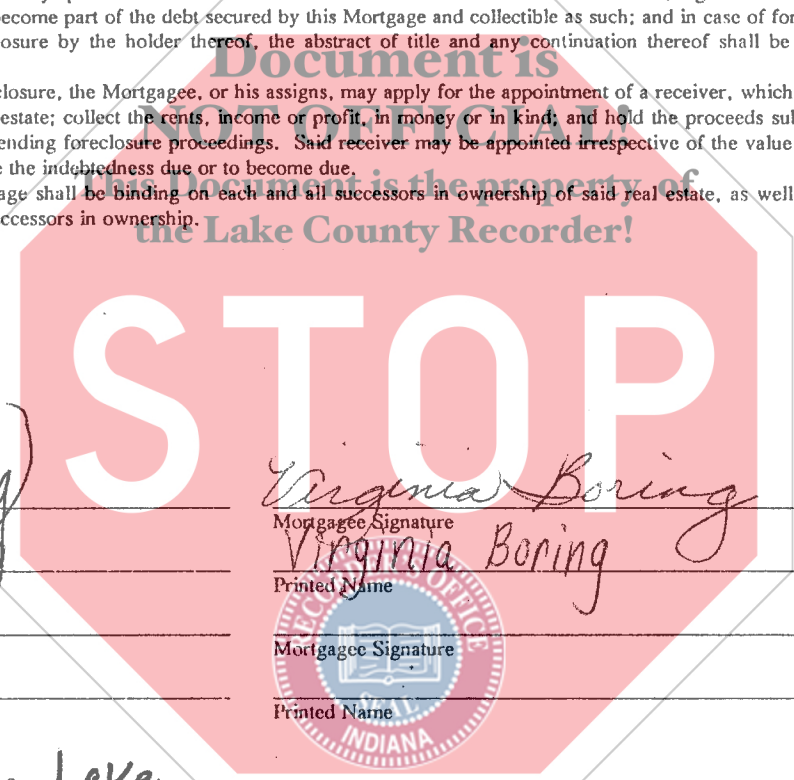 become part of the debt secured by this Mortgage and collectible as such; and in case of for
losure by the holder thereof, the abstract of title and any continuation thereof shall be
Document is
closure, the Mortgagee, or his assigns, may apply for the appointment of a receiver, which
estate; collect the rents, income or profit, in money or in kind; and hold the proceeds
NOT OFFICIAL!
ending foreclosure proceedings. Said receiver may be appointed irrespective of the value
the indebtedness due or to become due.
This Document is the property of
age shall be binding on each and all successors in ownership of said real estate, as well
ccessors in ownership.
the Lake County Recorder!
STOP
Virginia Boring
Mortgagee Signature
Virginia Boring
Printed Name
RECORDER'S OFFICE
Mortgagee Signature
SEAL
Printed Name
INDIANA
Lake